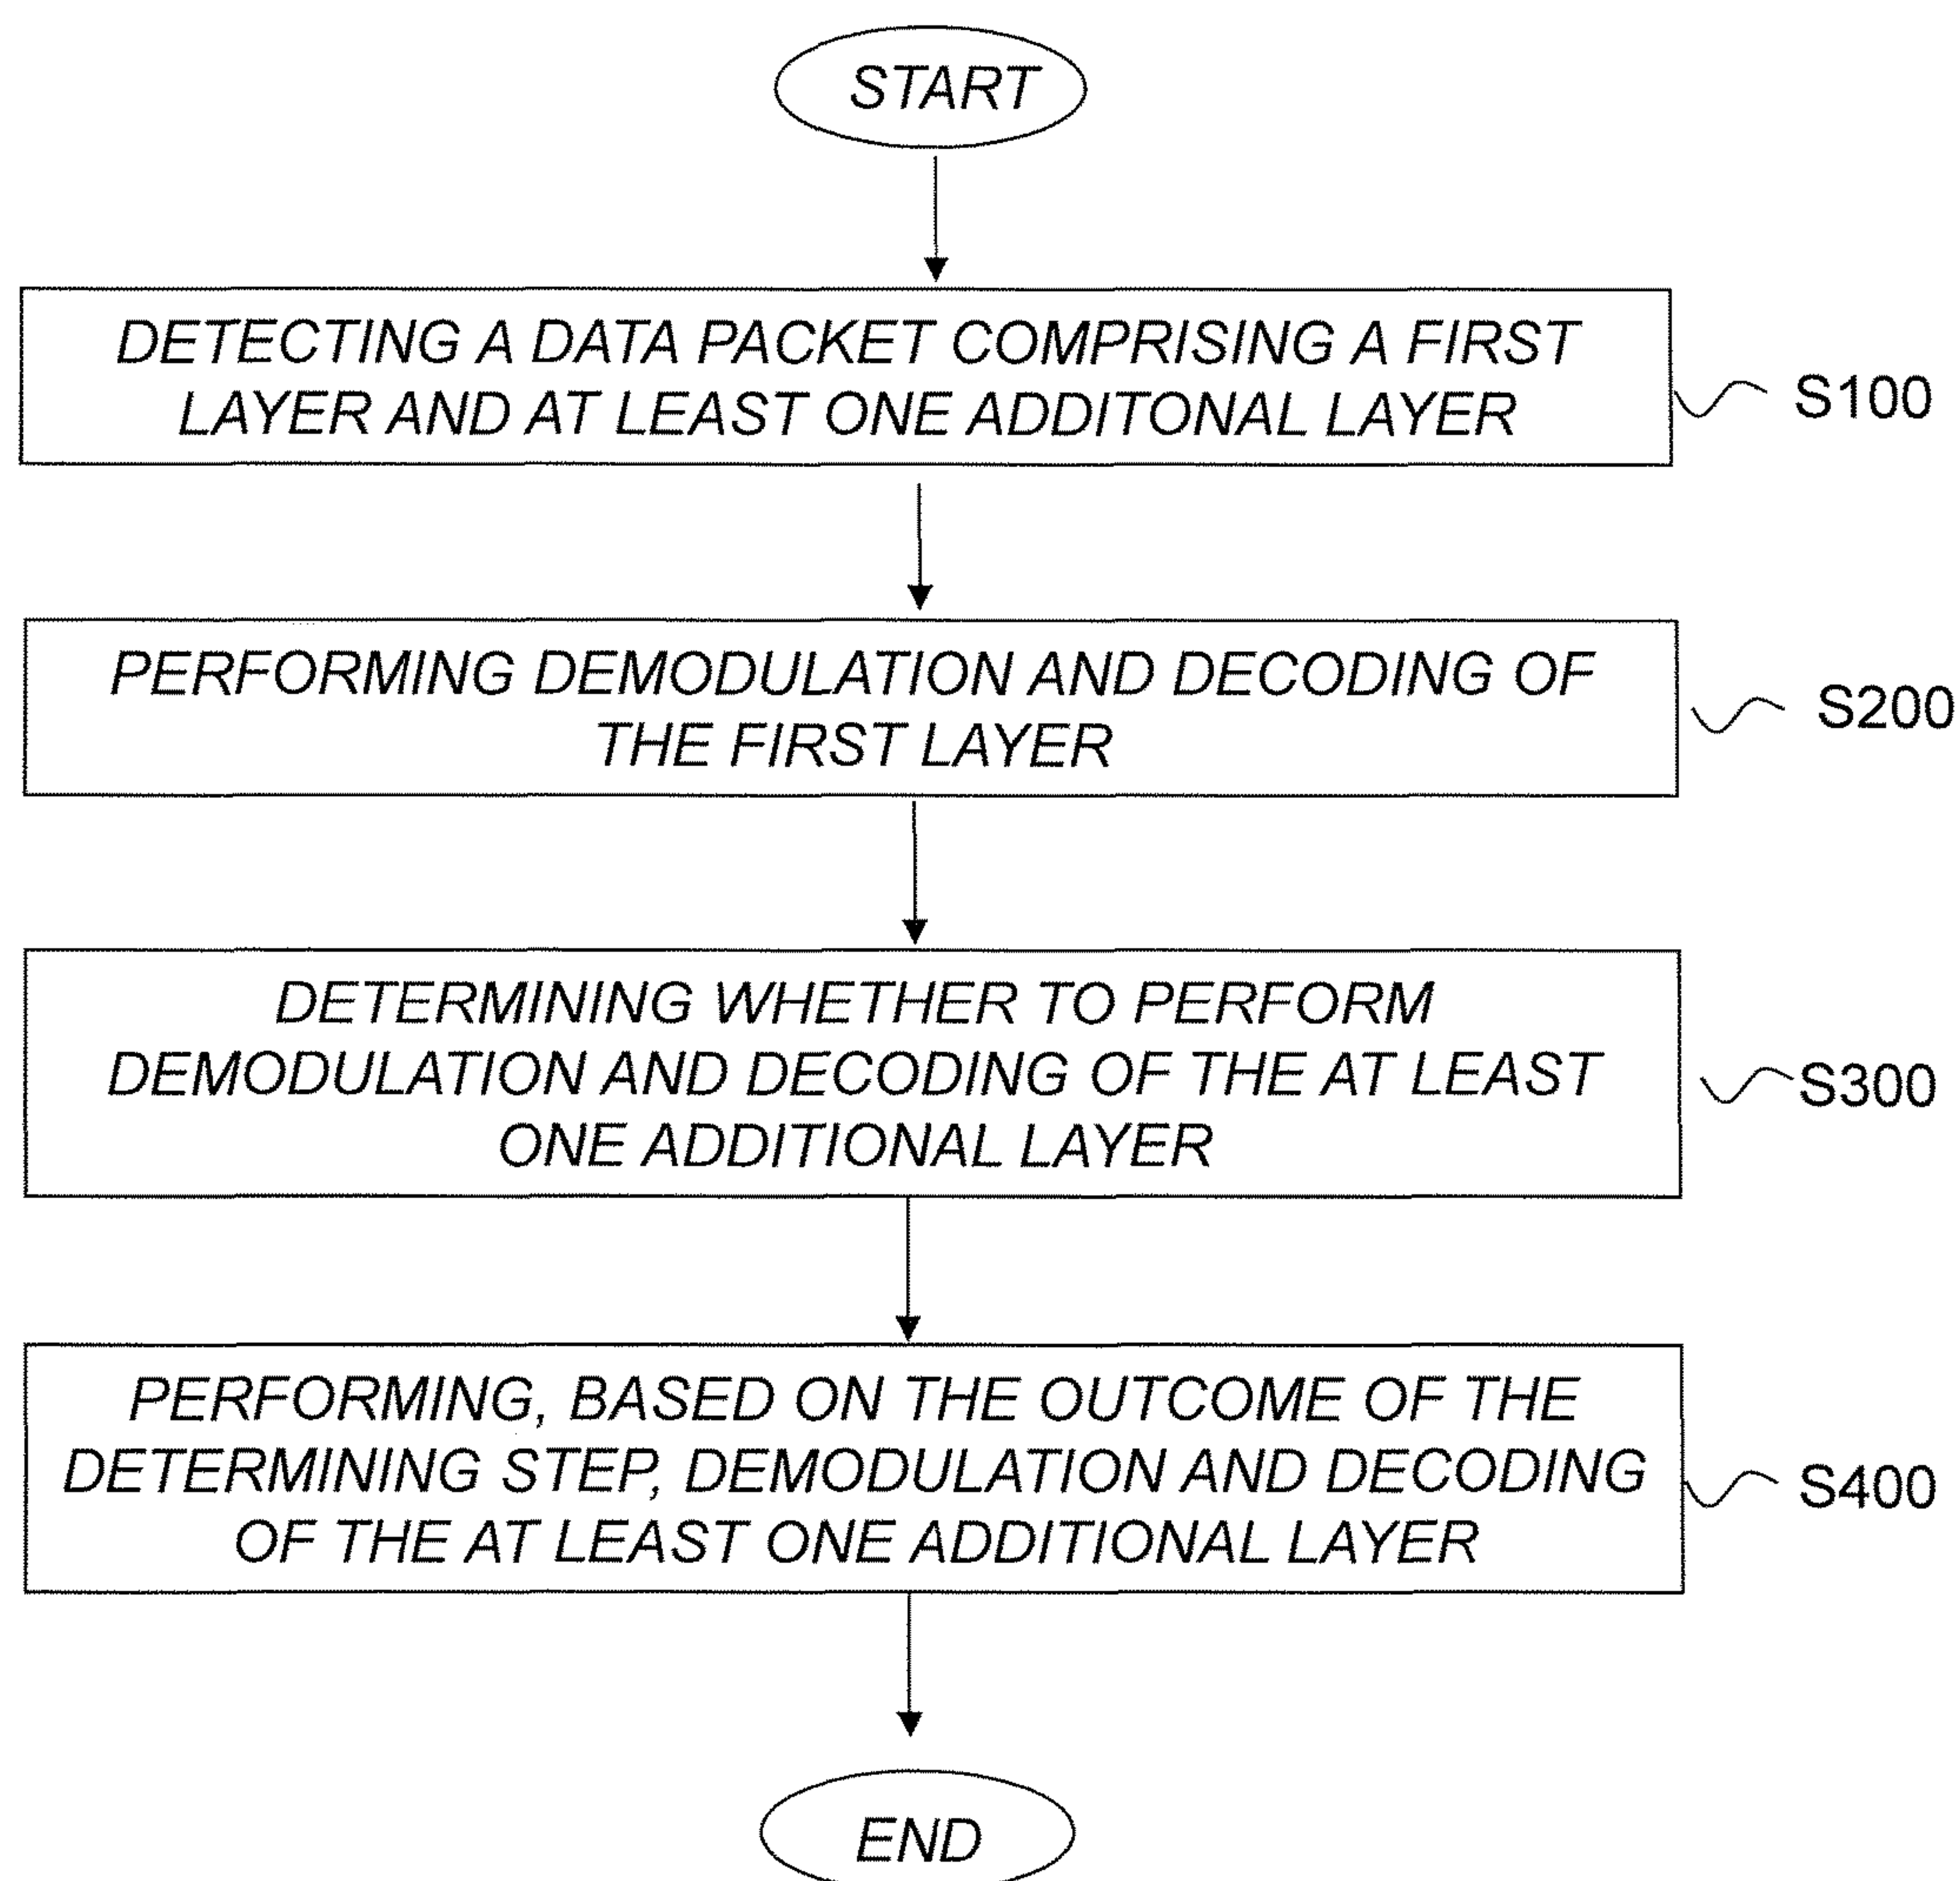 START
DETECTING A DATA PACKET COMPRISING A FIRST
LAYER AND AT LEAST ONE ADDITONAL LAYER
S100
PERFORMING DEMODULATION AND DECODING OF
THE FIRST LAYER
S200
DETERMINING WHETHER TO PERFORM
DEMODULATION AND DECODING OF THE AT LEAST
ONE ADDITIONAL LAYER
S300
PERFORMING, BASED ON THE OUTCOME OF THE
DETERMINING STEP, DEMODULATION AND DECODING
OF THE AT LEAST ONE ADDITIONAL LAYER
S400
END